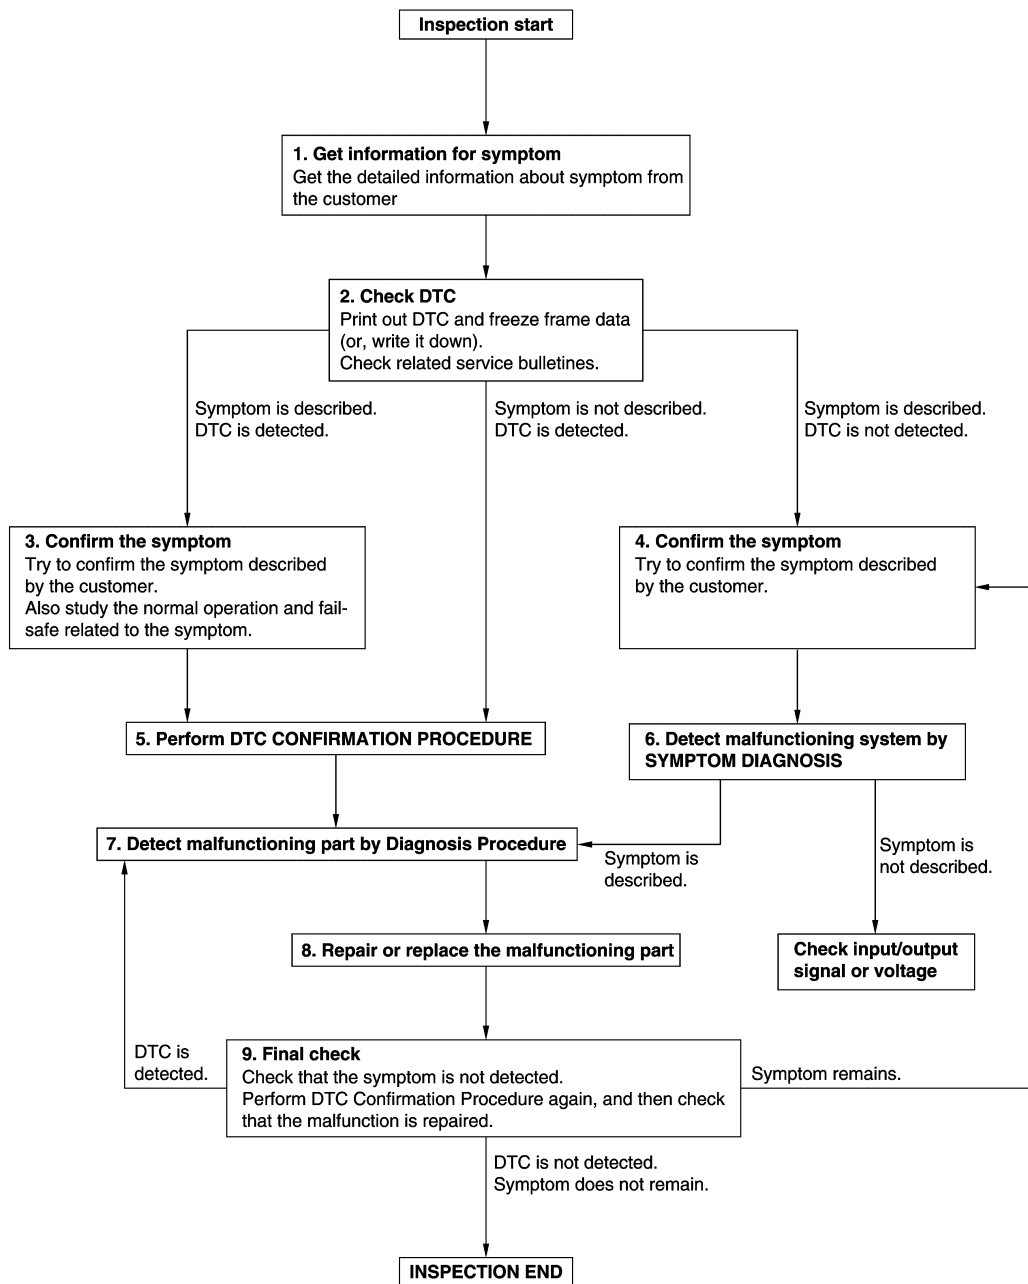 Inspection start
1. Get information for symptom
Get the detailed information about symptom from
the customer
2. Check DTC
Print out DTC and freeze frame data
(or, write it down).
Check related service bulletines.
Symptom is described.
DTC is detected.
Symptom is not described.
DTC is detected.
Symptom is described.
DTC is not detected.
3. Confirm the symptom
Try to confirm the symptom described
by the customer.
Also study the normal operation and fail-
safe related to the symptom.
4. Confirm the symptom
Try to confirm the symptom described
by the customer.
5. Perform DTC CONFIRMATION PROCEDURE
6. Detect malfunctioning system by
SYMPTOM DIAGNOSIS
7. Detect malfunctioning part by Diagnosis Procedure
Symptom is
described.
Symptom is
not described.
8. Repair or replace the malfunctioning part
Check input/output
signal or voltage
DTC is
detected.
9. Final check
Check that the symptom is not detected.
Perform DTC Confirmation Procedure again, and then check
that the malfunction is repaired.
Symptom remains.
DTC is not detected.
Symptom does not remain.
INSPECTION END